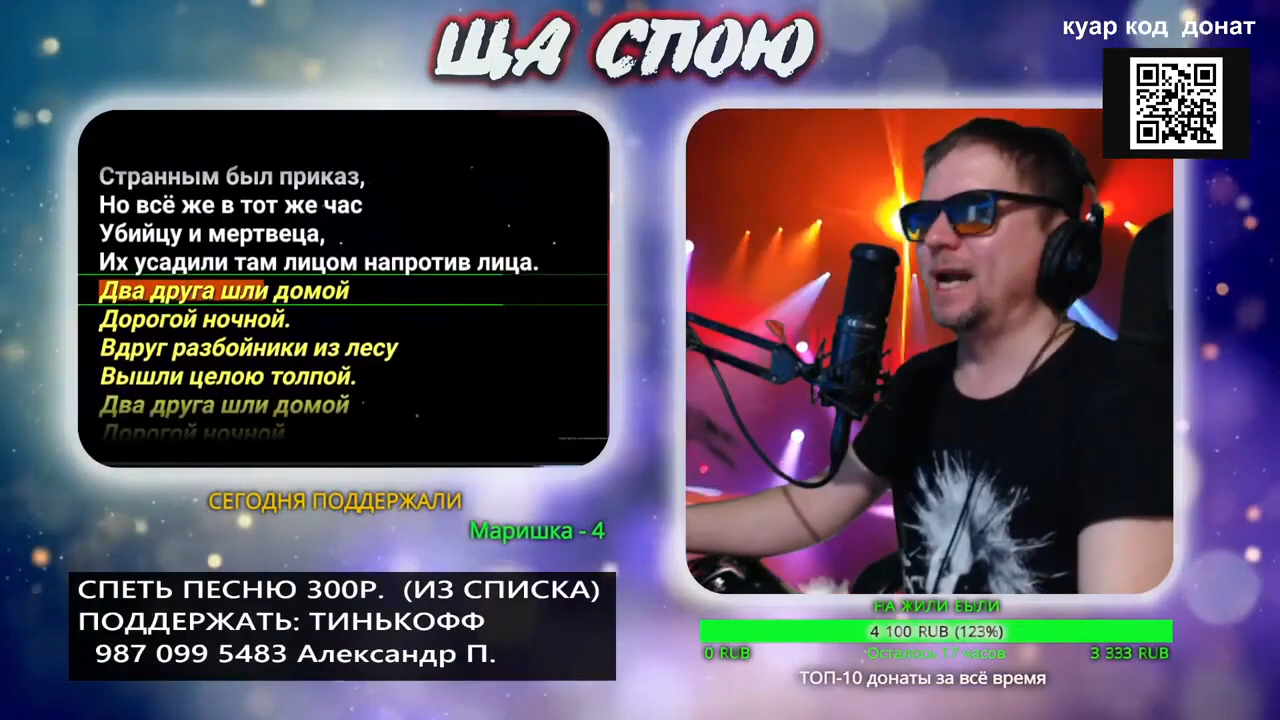 ЩА СПОЮ
куар код донат
Странным был приказ,
Но всё же в тот же час
Убийцу и мертвеца,
Их усадили там лицом напротив лица.
Два друга шли домой
Дорогой ночной.
Вдруг разбойники из лесу
Вышли целою толпой.
Два друга шли домой
Дорогой ночной
СЕГОДНЯ ПОДДЕРЖАЛИ
Маришка - 4
СПЕТЬ ПЕСНЮ 300Р. (ИЗ СПИСКА)
ПОДДЕРЖАТЬ: ТИНЬКОФФ
987 099 5483 Александр П.
ЖИЛИ БЫЛИ
4 100 RUB (123%)
0 RUB
Осталось 17 часов
3 333 RUB
ТОП-10 донаты за всё время